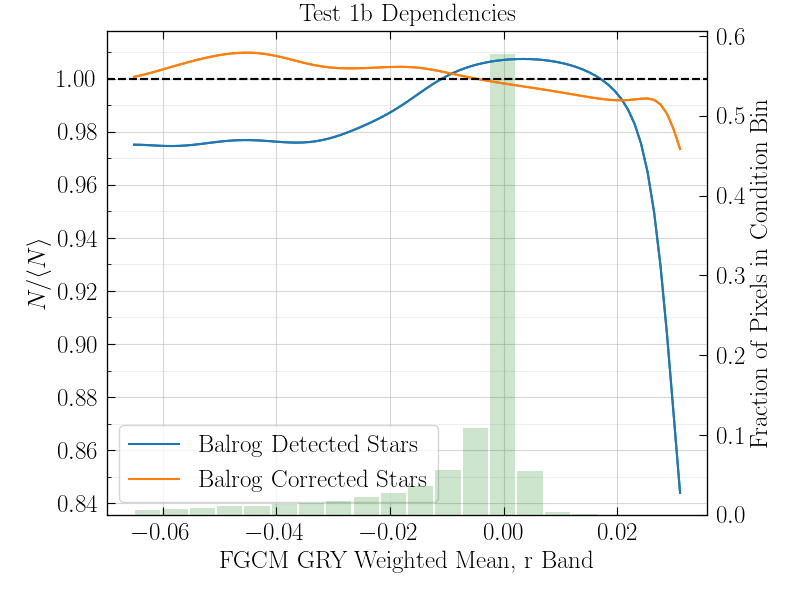 Test 1b Dependencies
1.00
0.98
0.96
0.94
0.92
0.90
0.88
0.86
0.84
N/⟨N⟩
0.6
0.5
0.4
0.3
0.2
0.1
0.0
Fraction of Pixels in Condition Bin
Balrog Detected Stars
Balrog Corrected Stars
−0.06 −0.04 −0.02 0.00 0.02
FGCM GRY Weighted Mean, r Band